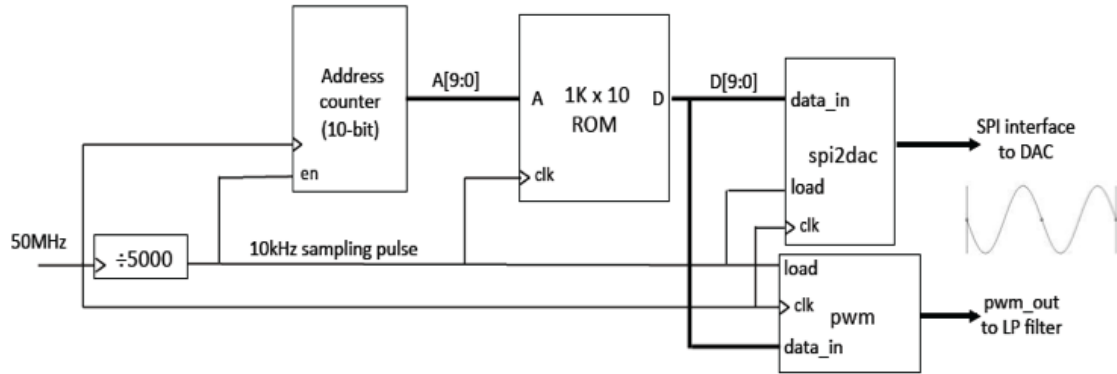 Address
counter
(10-bit)
en
A[9:0]
A
1K x 10
ROM
D
clk
D[9:0]
data_in
spi2dac
load
clk
SPI interface
to DAC
50MHz
÷5000
10kHz sampling pulse
load
clk
pwm
data_in
pwm_out
to LP filter